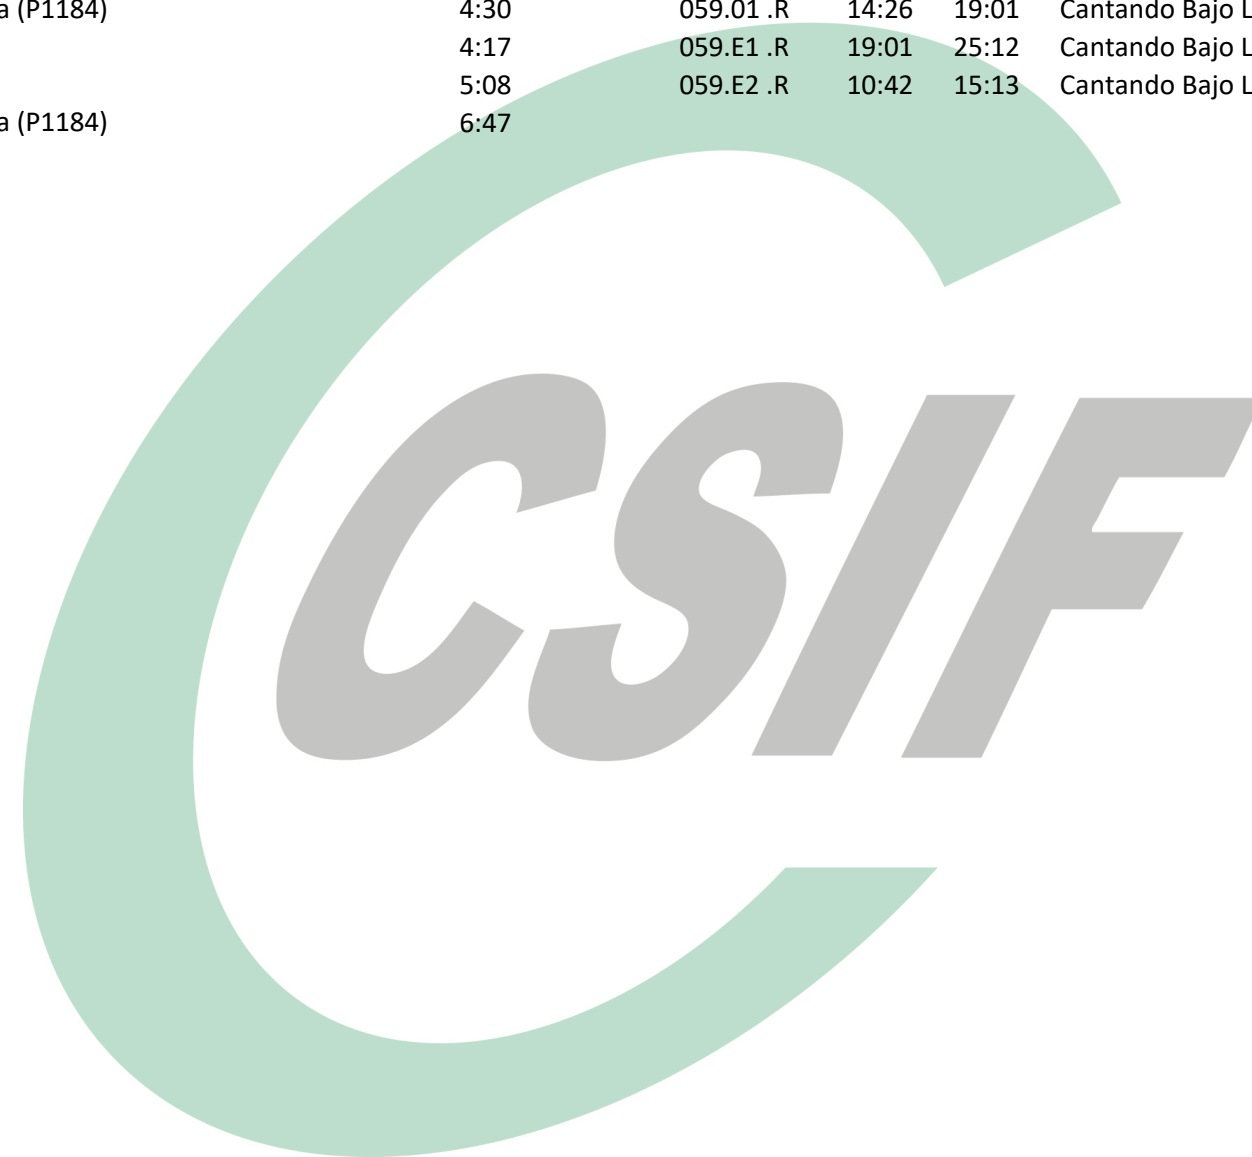 a (P1184) 4:30 059.01 .R 14:26 19:01 Cantando Bajo L
4:17 059.E1 .R 19:01 25:12 Cantando Bajo L
5:08 059.E2 .R 10:42 15:13 Cantando Bajo L
a (P1184) 6:47
CSIF